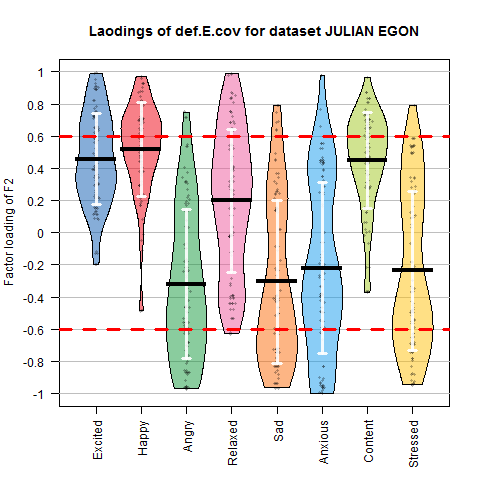 Laodings of def.E.cov for dataset JULIAN EGON
Factor loading of F2
1
0.8
0.6
0.4
0.2
0
-0.2
-0.4
-0.6
-0.8
-1
Excited
Happy
Angry
Relaxed
Sad
Anxious
Content
Stressed